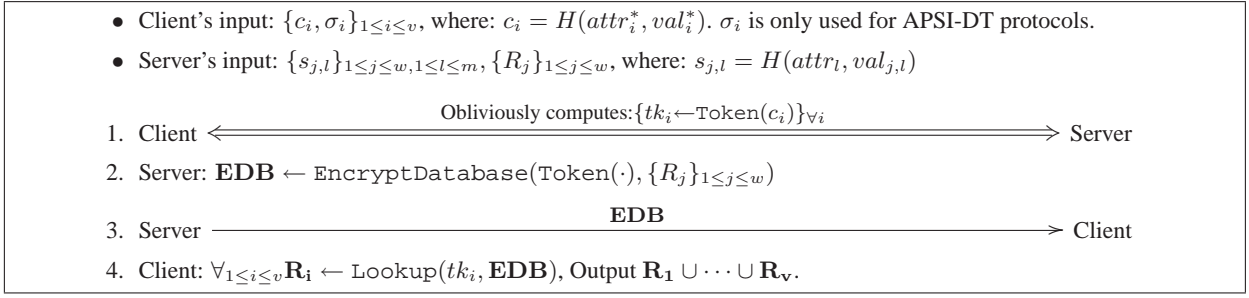 • Client's input: {c_i, σ_i}_{1≤i≤v}, where: c_i = H(attr_i^*, val_i^*). σ_i is only used for APSI-DT protocols.
• Server's input: {s_{j,l}}_{1≤j≤w,1≤l≤m}, {R_j}_{1≤j≤w}, where: s_{j,l} = H(attr_l, val_{j,l})
Obliviously computes:{tk_i←Token(c_i)}_{∀i}
1. Client Server
2. Server: EDB ← EncryptDatabase(Token(·), {R_j}_{1≤j≤w})
EDB
3. Server Client
4. Client: ∀_{1≤i≤v}R_i ← Lookup(tk_i, EDB), Output R_1 ∪ ··· ∪ R_v.